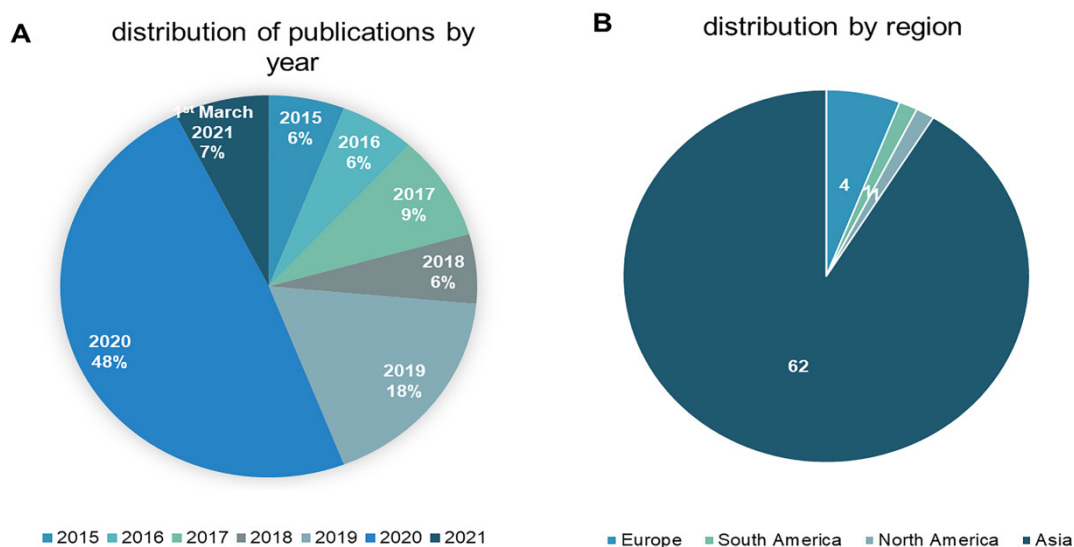 A
distribution of publications by
year
1st March
2021
7%
2015
6%
2016
6%
2017
9%
2018
6%
2019
18%
2020
48%
2015 2016 2017 2018 2019 2020 2021
B
distribution by region
4
1
1
62
Europe South America North America Asia